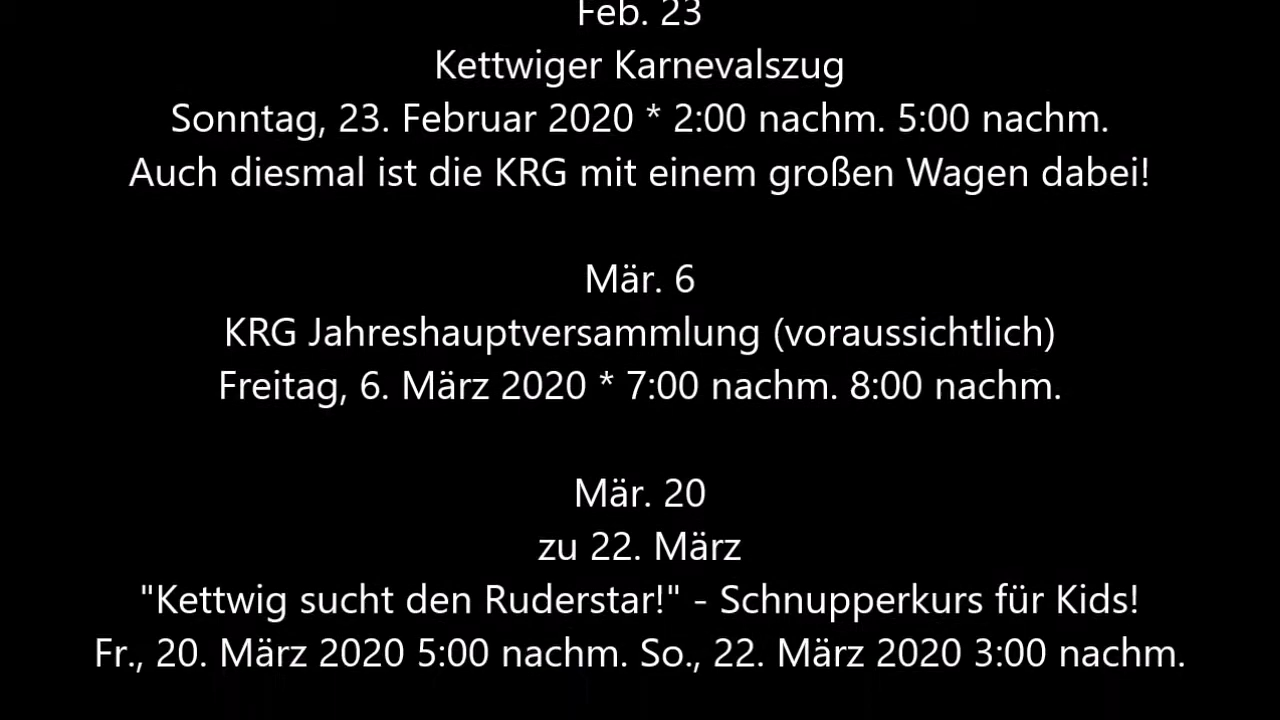 Feb. 23
Kettwiger Karnevalszug
Sonntag, 23. Februar 2020 * 2:00 nachm. 5:00 nachm.
Auch diesmal ist die KRG mit einem großen Wagen dabei!
Mär. 6
KRG Jahreshauptversammlung (voraussichtlich)
Freitag, 6. März 2020 * 7:00 nachm. 8:00 nachm.
Mär. 20
zu 22. März
"Kettwig sucht den Ruderstar!" - Schnupperkurs für Kids!
Fr., 20. März 2020 5:00 nachm. So., 22. März 2020 3:00 nachm.